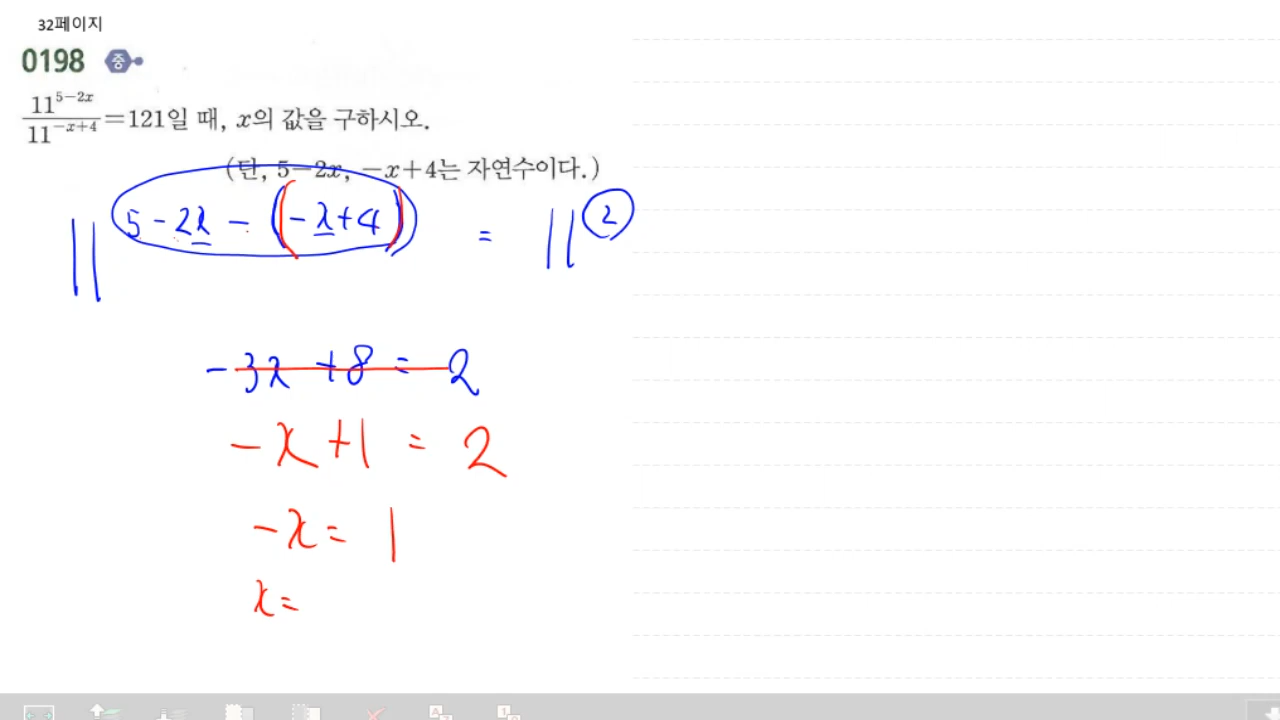 32페이지
0198 중
11^{5-2x} / 11^{-x+4} =121일 때, x의 값을 구하시오.
(단, 5-2x, -x+4는 자연수이다.)
11^{5-2x-(-x+4)} = 11^{2}
-3x+8=2
-x+1=2
-x=1
x=